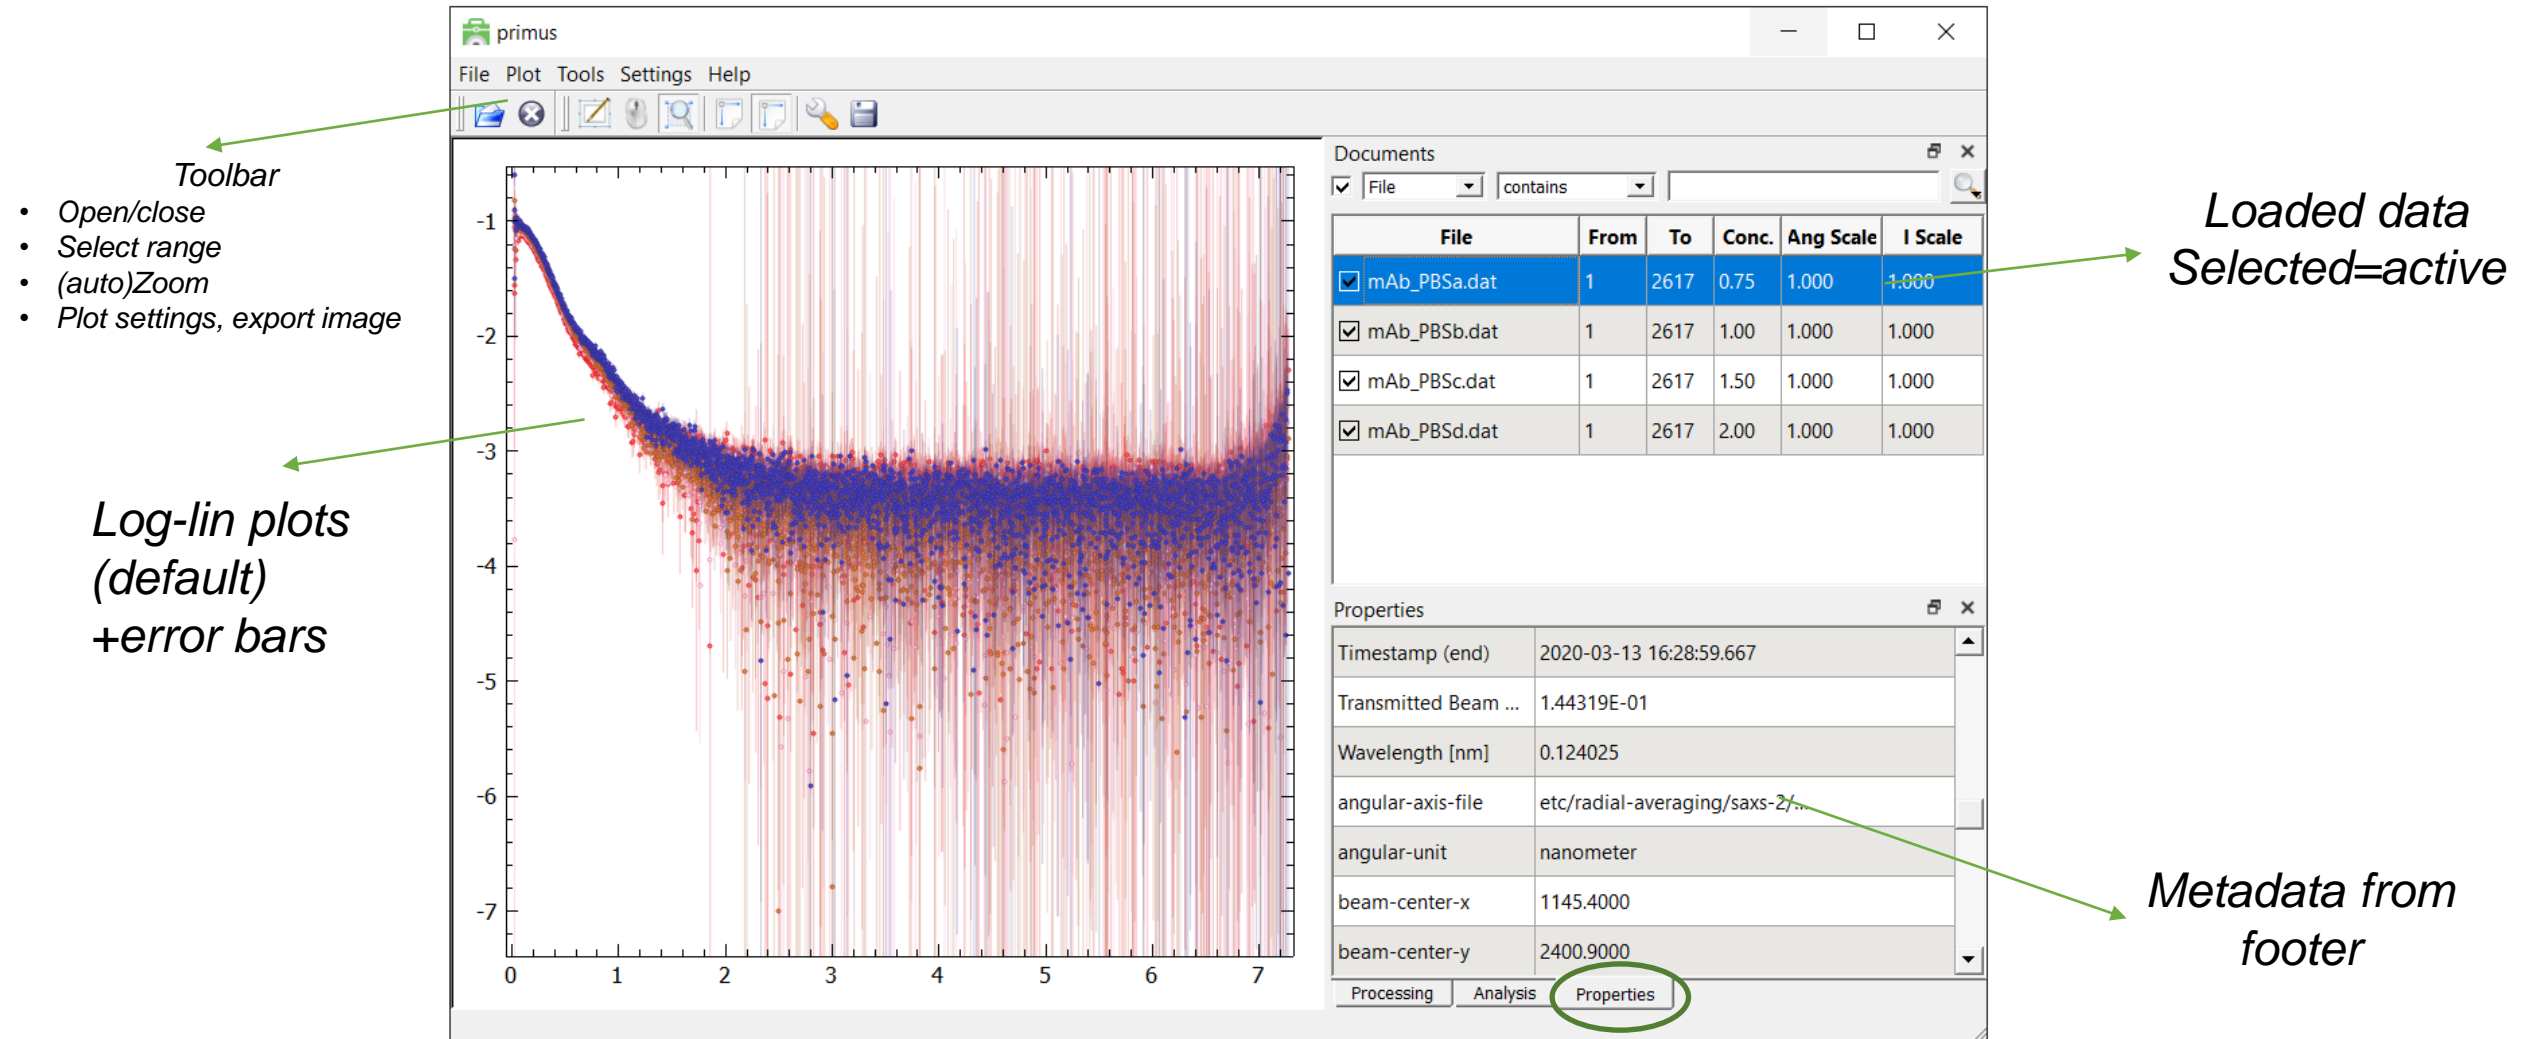 primus
File Plot Tools Settings Help
Toolbar
• Open/close
• Select range
• (auto)Zoom
• Plot settings, export image
Log-lin plots
(default)
+error bars
-1
-2
-3
-4
-5
-6
-7
0 1 2 3 4 5 6 7
Documents
File contains
File From To Conc. Ang Scale I Scale
mAb_PBSa.dat 1 2617 0.75 1.000 1.000
mAb_PBSb.dat 1 2617 1.00 1.000 1.000
mAb_PBSc.dat 1 2617 1.50 1.000 1.000
mAb_PBSd.dat 1 2617 2.00 1.000 1.000
Properties
Timestamp (end) 2020-03-13 16:28:59.667
Transmitted Beam ... 1.44319E-01
Wavelength [nm] 0.124025
angular-axis-file etc/radial-averaging/saxs-2/...
angular-unit nanometer
beam-center-x 1145.4000
beam-center-y 2400.9000
Processing Analysis Properties
Loaded data
Selected=active
Metadata from
footer